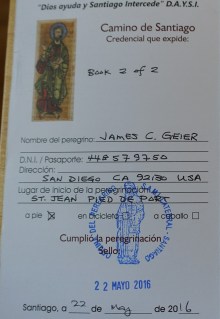 "Dios ayuda y Santiago Intercede" D.A.Y.S.I.
Camino de Santiago
Credencial que expide:
BOOK 2 of 2
Nombre del peregrino: JAMES C. GEIER
D.N.I. / Pasaporte: 448579750
Dirección:
SAN DIEGO CA 92130 USA
Lugar de inicio de la peregrinación:
ST. JEAN PIED DE PORT
a pie en bicicleta a caballo
Cumplió la peregrinación
Sello:
22 MAYO 2016
Santiago, a 22 de May de 2016